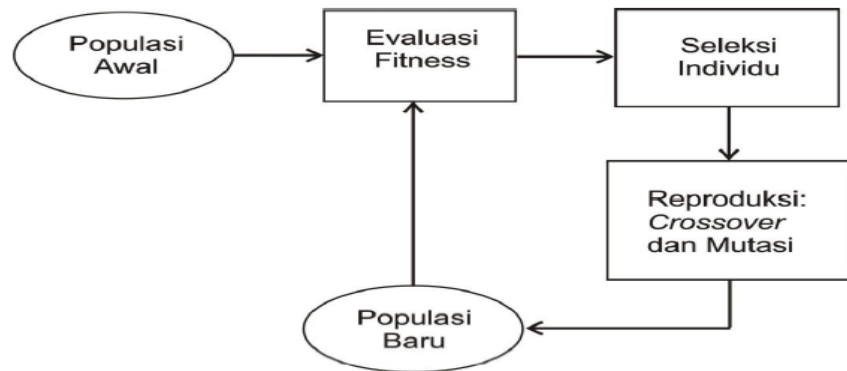 Populasi
Awal
Evaluasi
Fitness
Seleksi
Individu
Reproduksi:
Crossover
dan Mutasi
Populasi
Baru